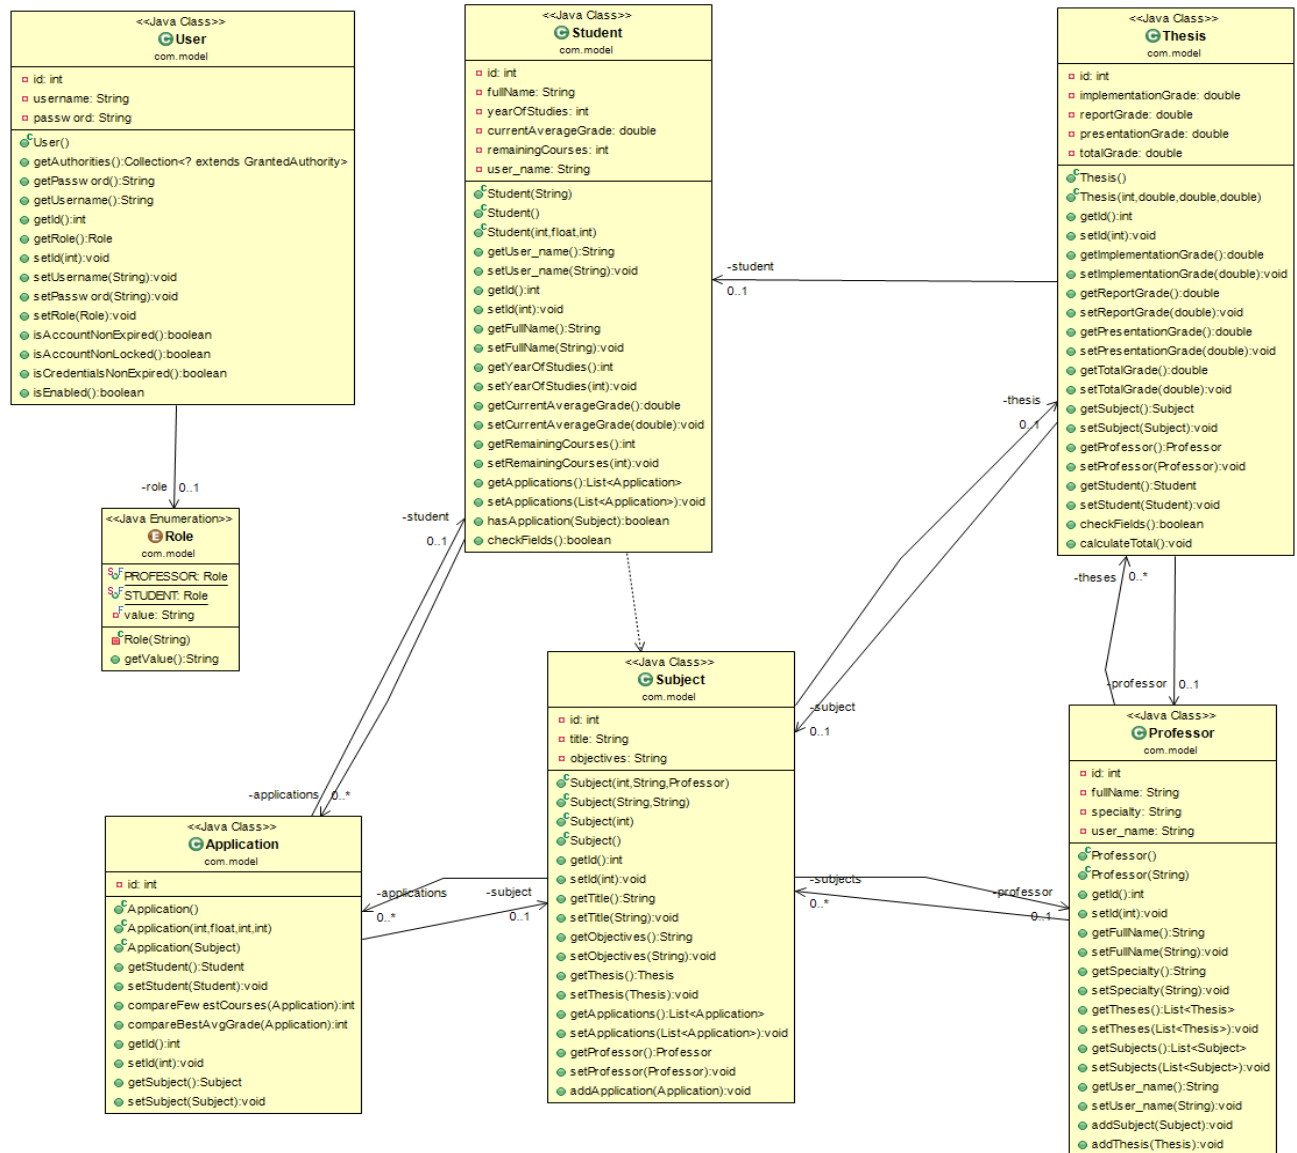 <<Java Class>>
User
com.model
id: int
username: String
password: String
User()
getAuthorities():Collection<? extends GrantedAuthority>
getPassword():String
getUsername():String
getId():int
getRole():Role
setId(int):void
setUsername(String):void
setPassword(String):void
setRole(Role):void
isAccountNonExpired():boolean
isAccountNonLocked():boolean
isCredentialsNonExpired():boolean
isEnabled():boolean
-role 0..1
<<Java Enumeration>>
Role
com.model
PROFESSOR: Role
STUDENT: Role
value: String
Role(String)
getValue():String
<<Java Class>>
Student
com.model
id: int
fullName: String
yearOfStudies: int
currentAverageGrade: double
remainingCourses: int
user_name: String
Student(String)
Student()
Student(int,float,int)
getUser_name():String
setUser_name(String):void
getId():int
setId(int):void
getFullName():String
setFullName(String):void
getYearOfStudies():int
setYearOfStudies(int):void
getCurrentAverageGrade():double
setCurrentAverageGrade(double):void
getRemainingCourses():int
setRemainingCourses(int):void
getApplications():List<Application>
setApplications(List<Application>):void
hasApplication(Subject):boolean
checkFields():boolean
-student
0..1
<<Java Class>>
Thesis
com.model
id: int
implementationGrade: double
reportGrade: double
presentationGrade: double
totalGrade: double
Thesis()
Thesis(int,double,double,double)
getId():int
setId(int):void
getImplementationGrade():double
setImplementationGrade(double):void
getReportGrade():double
setReportGrade(double):void
getPresentationGrade():double
setPresentationGrade(double):void
getTotalGrade():double
setTotalGrade(double):void
getSubject():Subject
setSubject(Subject):void
getProfessor():Professor
setProfessor(Professor):void
getStudent():Student
setStudent(Student):void
checkFields():boolean
calculateTotal():void
-thesis
0..1
-student
0..1
-theses 0..*
-professor 0..1
-subject
0..1
-applications 0..*
<<Java Class>>
Application
com.model
id: int
Application()
Application(int,float,int,int)
Application(Subject)
getStudent():Student
setStudent(Student):void
compareFewestCourses(Application):int
compareBestAvgGrade(Application):int
getId():int
setId(int):void
getSubject():Subject
setSubject(Subject):void
-applications
0..*
-subject
0..1
<<Java Class>>
Subject
com.model
id: int
title: String
objectives: String
Subject(int,String,Professor)
Subject(String,String)
Subject(int)
Subject()
getId():int
setId(int):void
getTitle():String
setTitle(String):void
getObjectives():String
setObjectives(String):void
getThesis():Thesis
setThesis(Thesis):void
getApplications():List<Application>
setApplications(List<Application>):void
getProfessor():Professor
setProfessor(Professor):void
addApplication(Application):void
-subjects
0..*
-professor
0..1
<<Java Class>>
Professor
com.model
id: int
fullName: String
specialty: String
user_name: String
Professor()
Professor(String)
getId():int
setId(int):void
getFullName():String
setFullName(String):void
getSpecialty():String
setSpecialty(String):void
getTheses():List<Thesis>
setTheses(List<Thesis>):void
getSubjects():List<Subject>
setSubjects(List<Subject>):void
getUser_name():String
setUser_name(String):void
addSubject(Subject):void
addThesis(Thesis):void